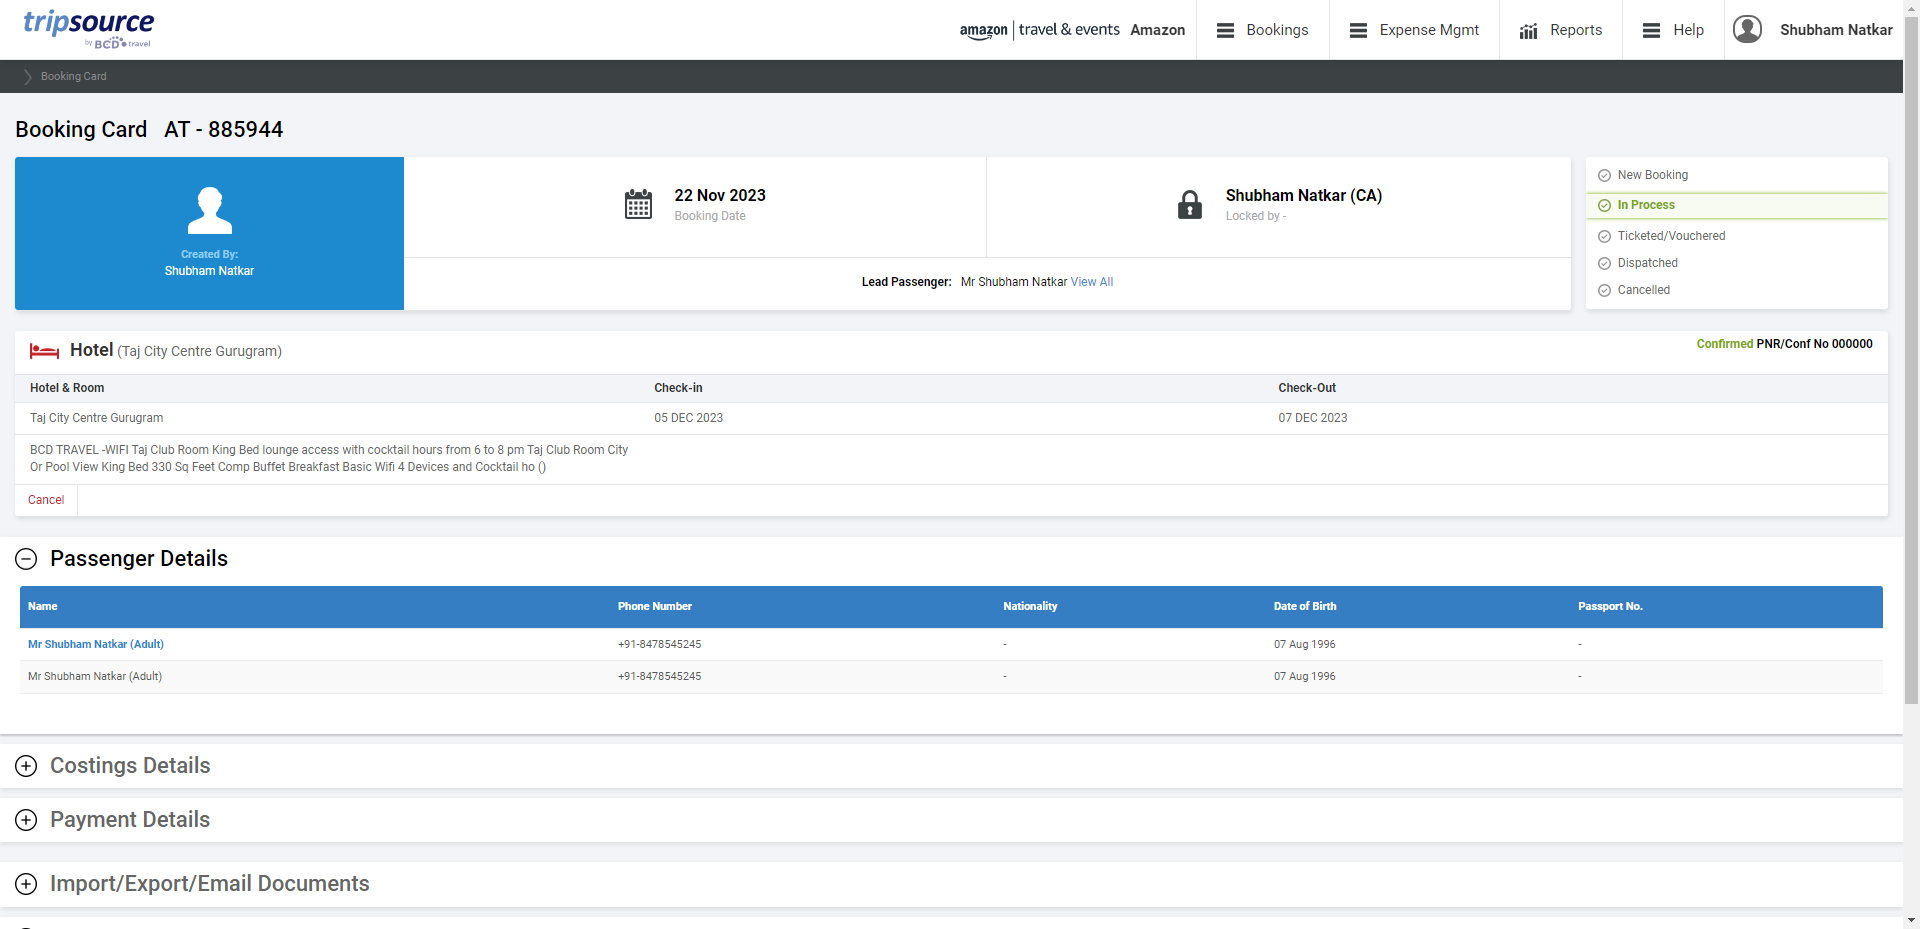 tripsource
by BCD travel
amazon | travel & events Amazon
Bookings
Expense Mgmt
Reports
Help
Shubham Natkar
Booking Card
Booking Card AT - 885944
Created By:
Shubham Natkar
22 Nov 2023
Booking Date
Shubham Natkar (CA)
Locked by -
Lead Passenger: Mr Shubham Natkar View All
New Booking
In Process
Ticketed/Vouchered
Dispatched
Cancelled
Hotel (Taj City Centre Gurugram)
Confirmed PNR/Conf No 000000
Hotel & Room Check-in Check-Out
Taj City Centre Gurugram 05 DEC 2023 07 DEC 2023
BCD TRAVEL -WIFI Taj Club Room King Bed lounge access with cocktail hours from 6 to 8 pm Taj Club Room City
Or Pool View King Bed 330 Sq Feet Comp Buffet Breakfast Basic Wifi 4 Devices and Cocktail ho ()
Cancel
Passenger Details
Name Phone Number Nationality Date of Birth Passport No.
Mr Shubham Natkar (Adult) +91-8478545245 - 07 Aug 1996 -
Mr Shubham Natkar (Adult) +91-8478545245 - 07 Aug 1996 -
Costings Details
Payment Details
Import/Export/Email Documents